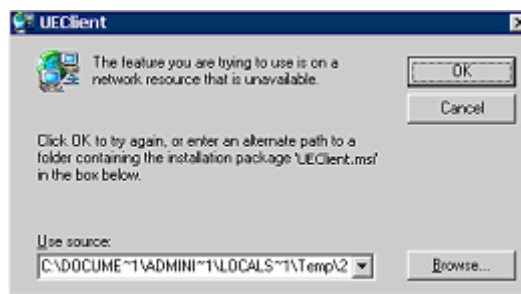 UEClient
The feature you are trying to use is on a
network resource that is unavailable.
OK
Cancel
Click OK to try again, or enter an alternate path to a
folder containing the installation package 'UEClient.msi'
in the box below.
Use source:
C:\DOCUME~1\ADMINI~1\LOCALS~1\Temp\2
Browse...